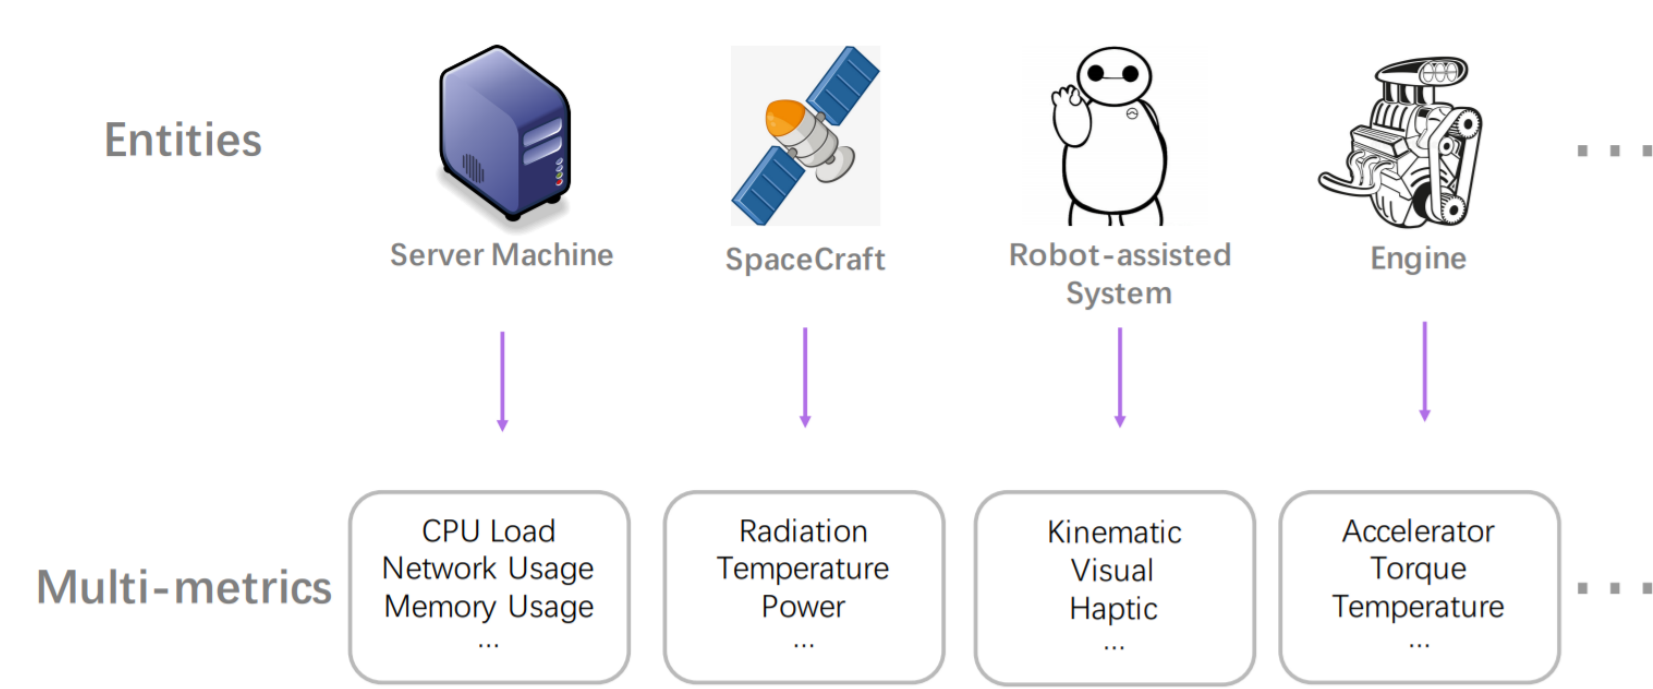 Entities
Server Machine
SpaceCraft
Robot-assisted
System
Engine
...
Multi-metrics
CPU Load
Network Usage
Memory Usage
...
Radiation
Temperature
Power
...
Kinematic
Visual
Haptic
...
Accelerator
Torque
Temperature
...
...